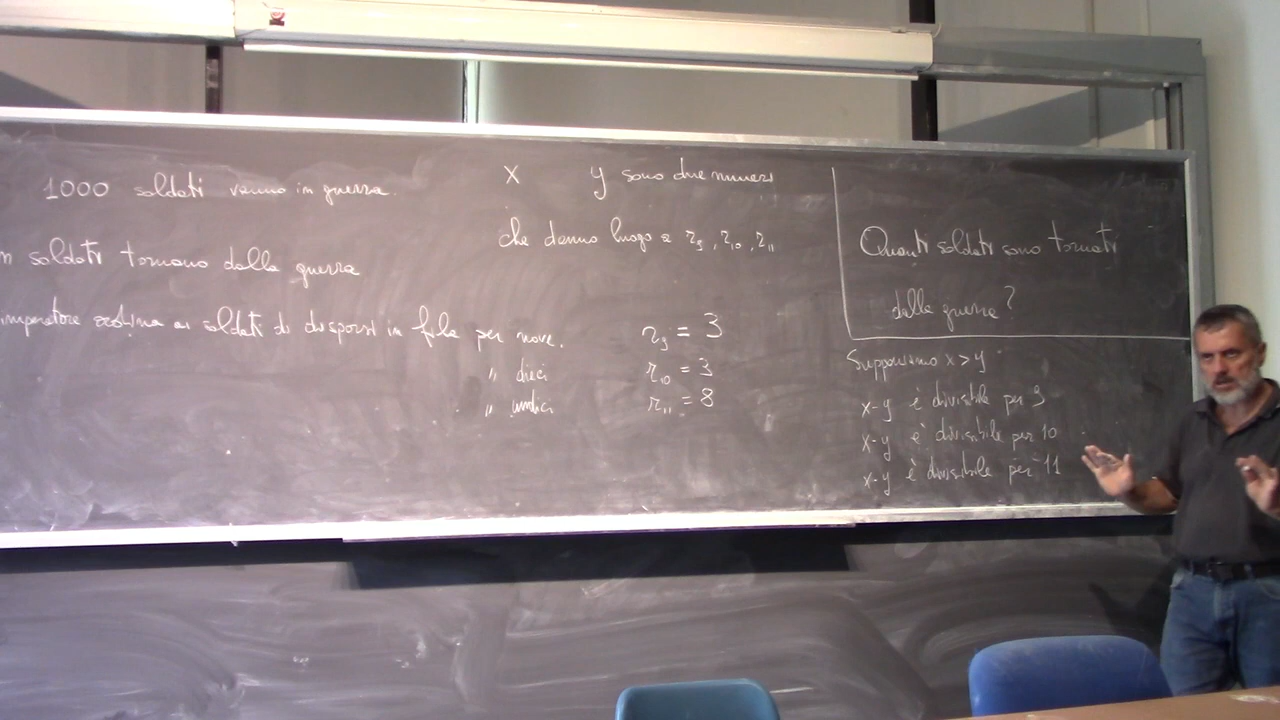 1000 soldati vanno in guerra.
n soldati tornano dalla guerra
imperatore ordina ai soldati di disporsi in fila per nove.
" dieci
" undici
r₉ = 3
r₁₀ = 3
r₁₁ = 8
x y sono due numeri
che danno luogo a r₉, r₁₀, r₁₁
Quanti soldati sono tornati
dalla guerra?
Supponiamo x > y
x-y è divisibile per 9
x-y è divisibile per 10
x-y è divisibile per 11